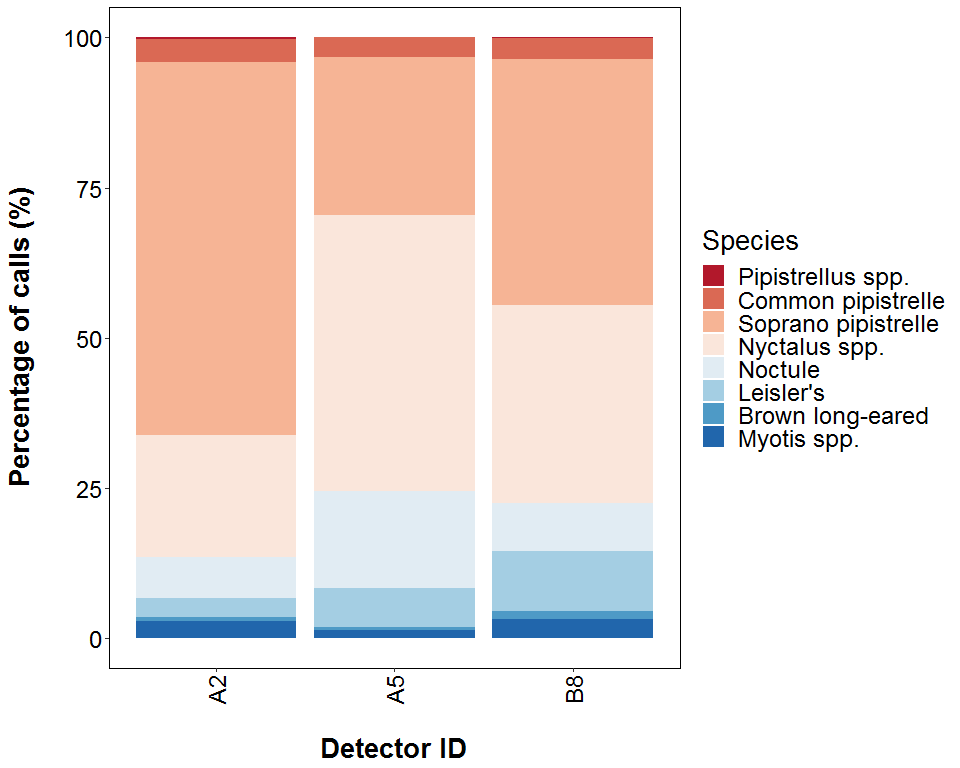 Percentage of calls (%)
100
75
50
25
0
A2
A5
B8
Detector ID
Species
Pipistrellus spp.
Common pipistrelle
Soprano pipistrelle
Nyctalus spp.
Noctule
Leisler's
Brown long-eared
Myotis spp.